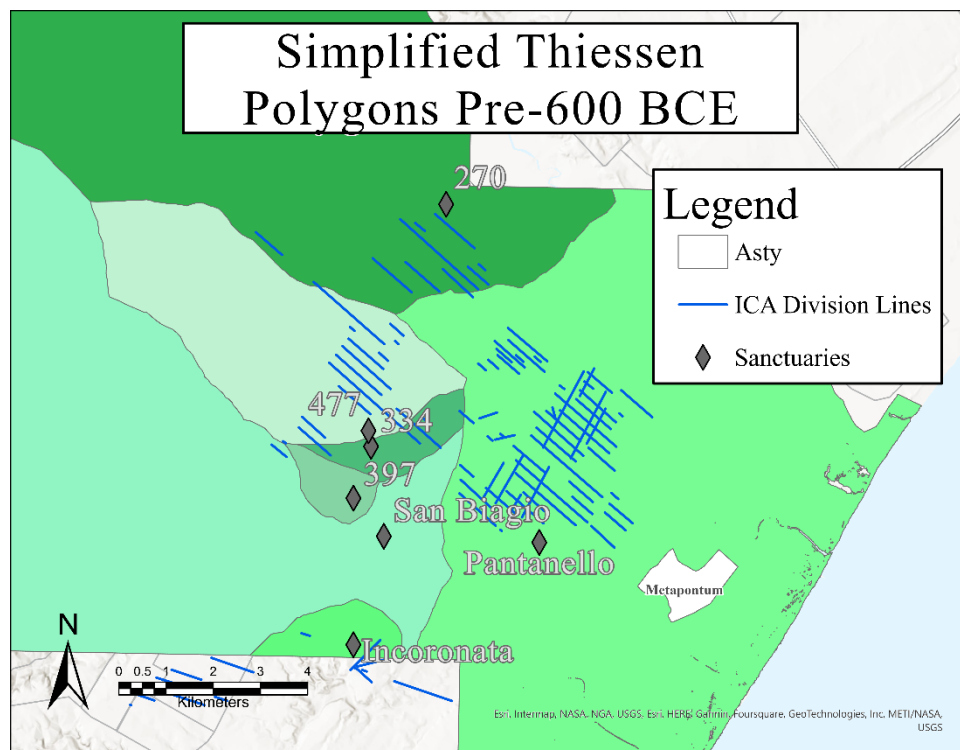 Simplified Thiessen
Polygons Pre-600 BCE
270
Legend
Asty
ICA Division Lines
Sanctuaries
477
334
397
San Biagio
Pantanello
Metapontum
Incoronata
N
0 0.5 1 2 3 4
Kilometers
Esri, Intermap, NASA, NGA, USGS, Esri, HERE, Garmin, Foursquare, GeoTechnologies, Inc, METI/NASA,
USGS